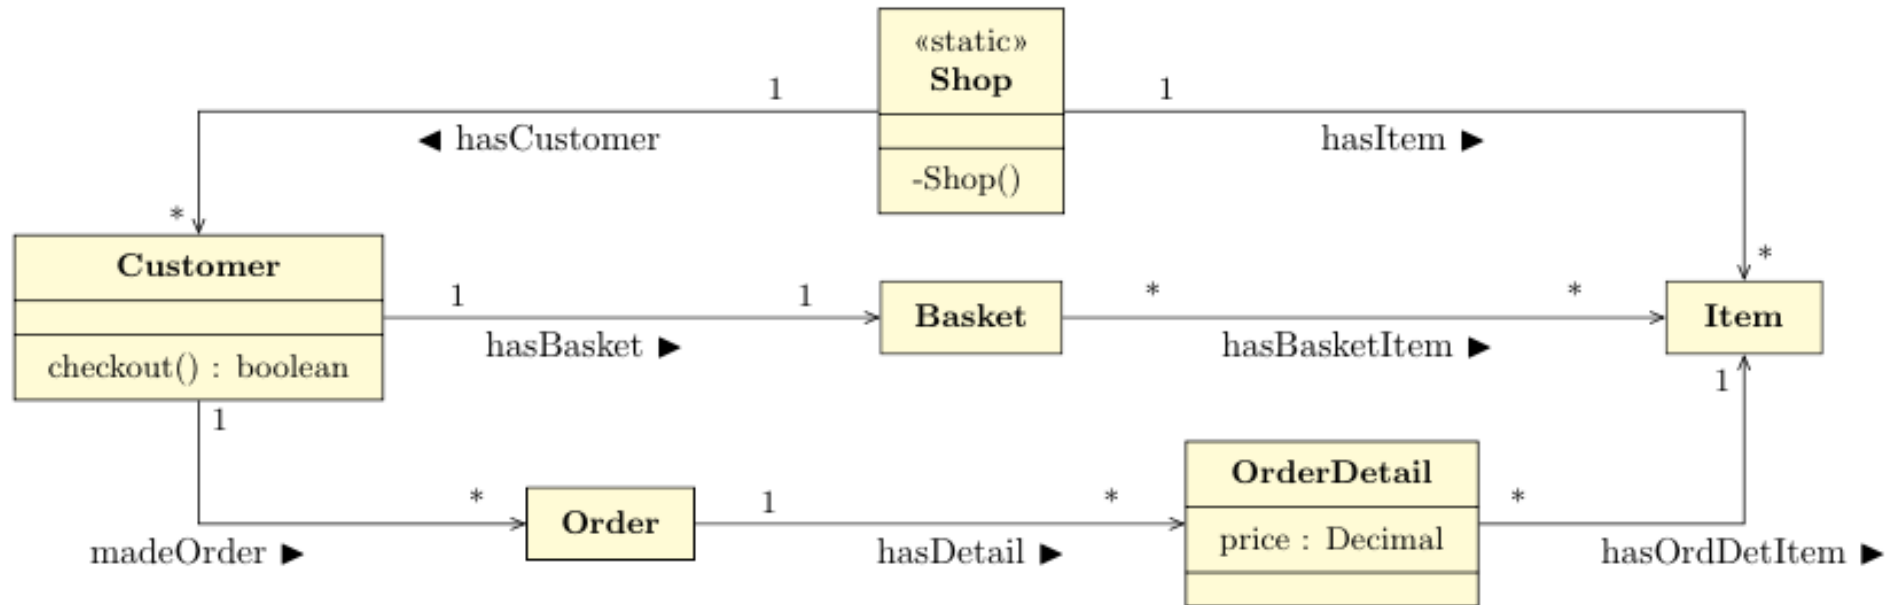 «static»
Shop
1
1
◄ hasCustomer
hasItem ►
-Shop()
*
*
Customer
1
1
Basket
*
*
Item
hasBasket ►
hasBasketItem ►
checkout() : boolean
1
1
OrderDetail
*
Order
1
*
*
price : Decimal
madeOrder ►
hasDetail ►
hasOrdDetItem ►